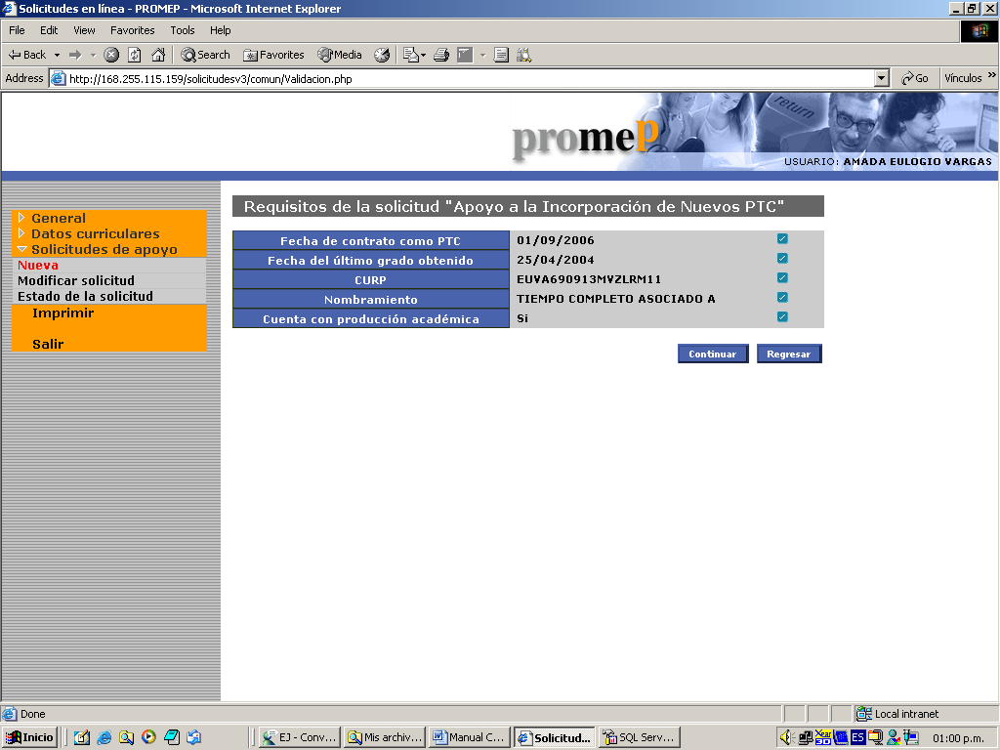 Solicitudes en línea - PROMEP - Microsoft Internet Explorer
File Edit View Favorites Tools Help
Back Search Favorites Media
Address http://168.255.115.159/solicitudesv3/comun/Validacion.php Go Vínculos »
return
promep
USUARIO: AMADA EULOGIO VARGAS
General
Datos curriculares
Solicitudes de apoyo
Nueva
Modificar solicitud
Estado de la solicitud
Imprimir
Salir
Requisitos de la solicitud "Apoyo a la Incorporación de Nuevos PTC"
Fecha de contrato como PTC 01/09/2006
Fecha del último grado obtenido 25/04/2004
CURP EUVA690913MVZLRM11
Nombramiento TIEMPO COMPLETO ASOCIADO A
Cuenta con producción académica Si
Continuar Regresar
Done Local intranet
Inicio EJ - Conv... Mis archiv... Manual C... Solicitud... SQL Serv... ES 01:00 p.m.